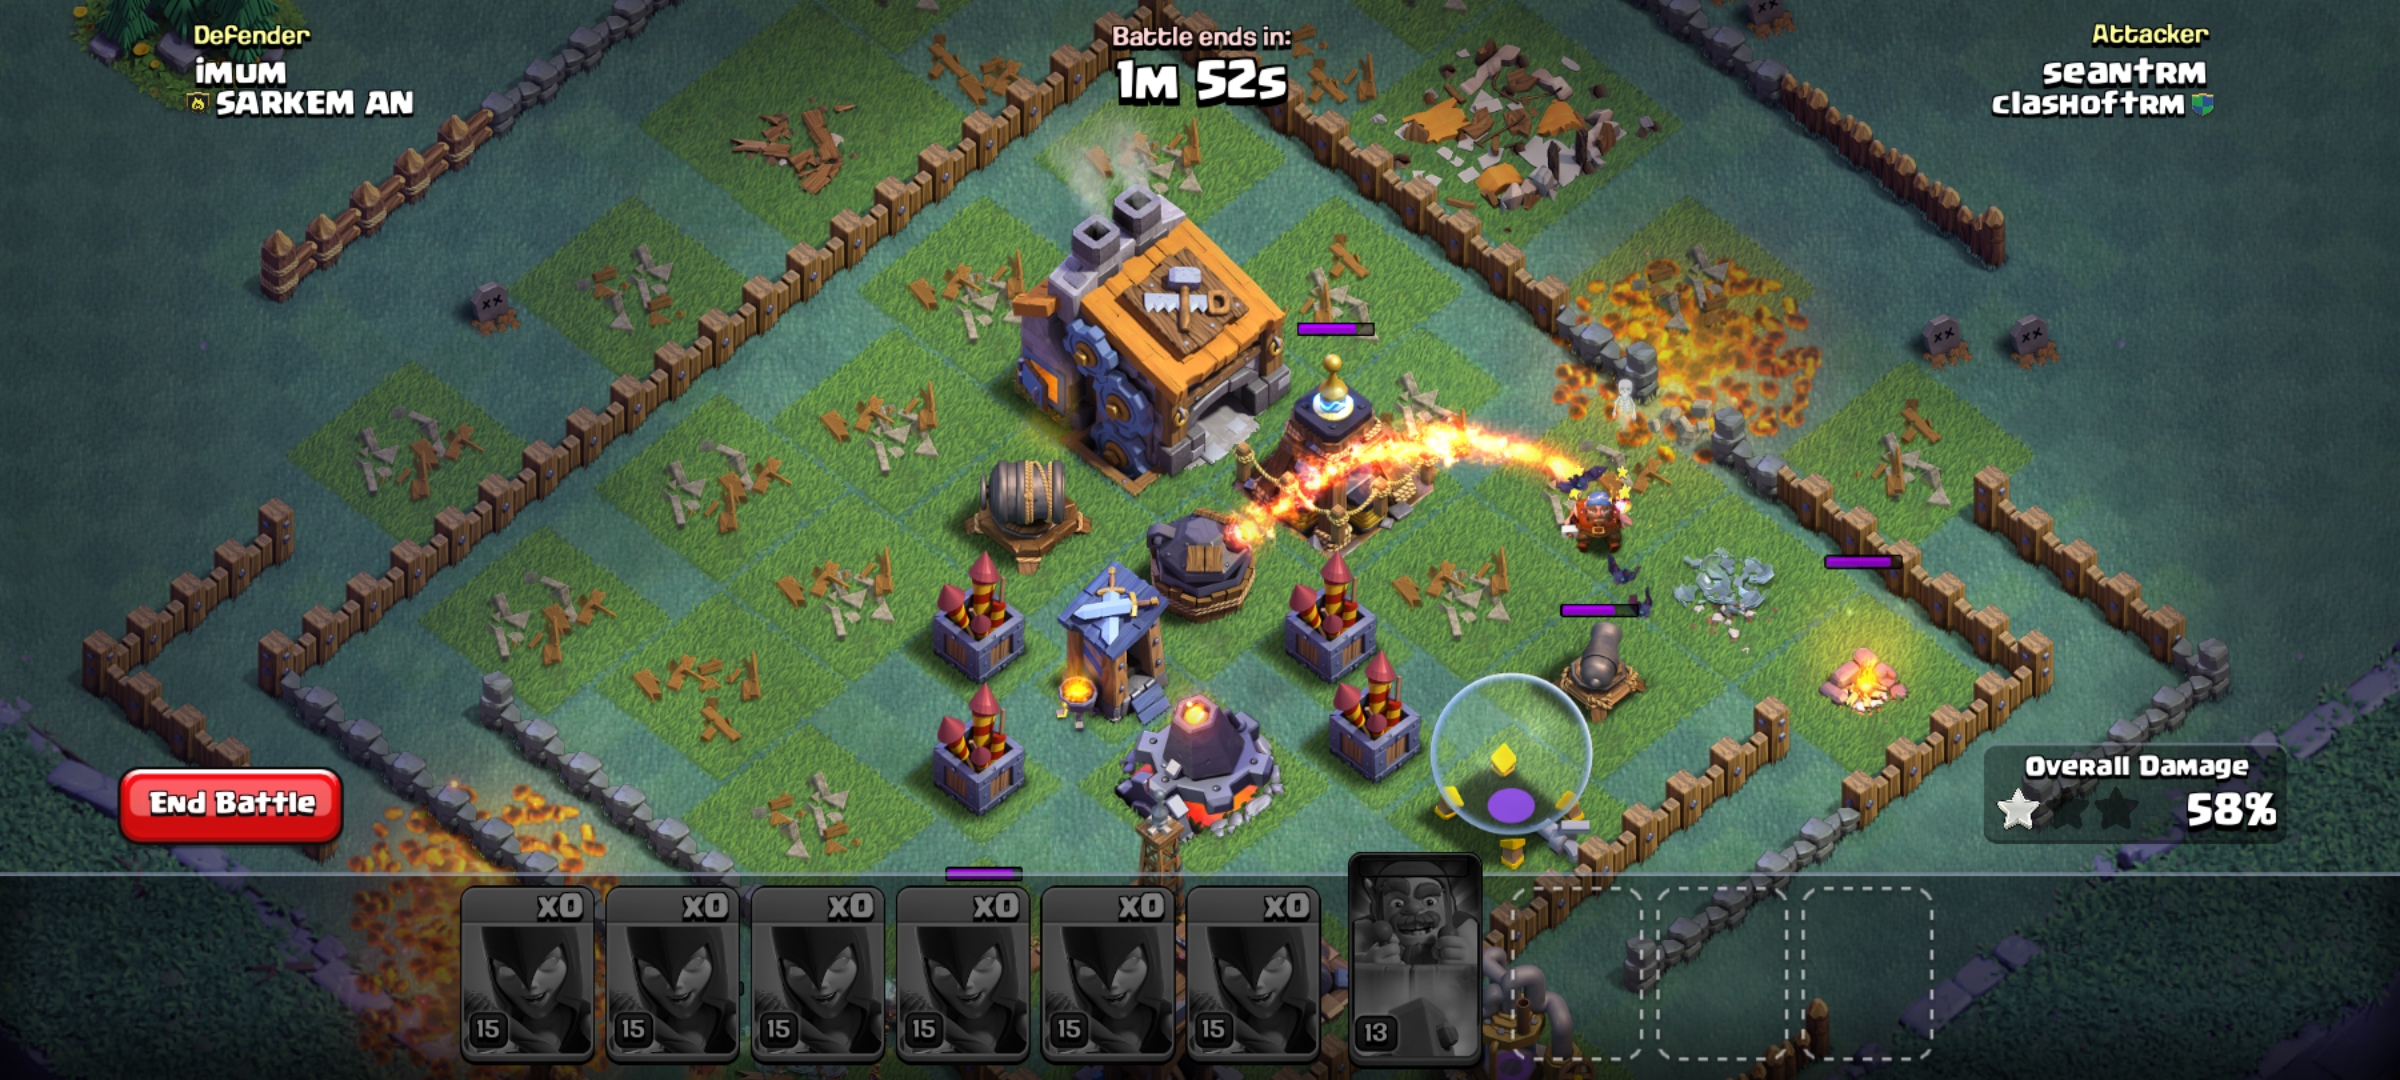 Defender
iMUM
SARKEM AN
Battle ends in:
1M 52s
Attacker
seantRM
clashoftRM
End Battle
Overall Damage
58%
x0 x0 x0 x0 x0 x0
15 15 15 15 15 15 13